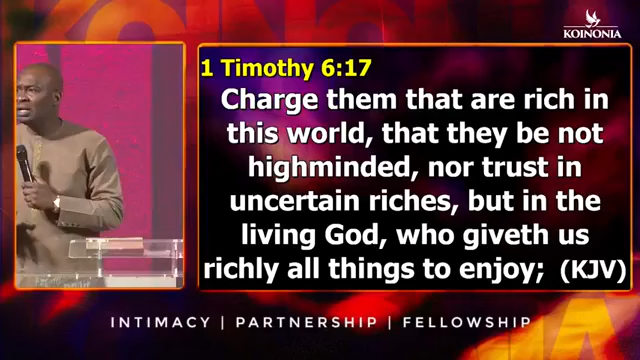 KOINONIA
1 Timothy 6:17
Charge them that are rich in
this world, that they be not
highminded, nor trust in
uncertain riches, but in the
living God, who giveth us
richly all things to enjoy; (KJV)
INTIMACY | PARTNERSHIP | FELLOWSHIP